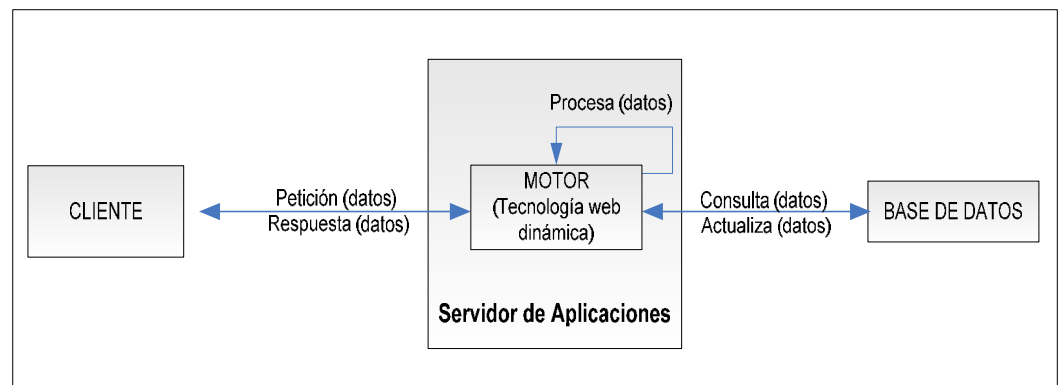 Procesa (datos)
CLIENTE
Petición (datos)
Respuesta (datos)
MOTOR
(Tecnología web
dinámica)
Consulta (datos)
Actualiza (datos)
BASE DE DATOS
Servidor de Aplicaciones